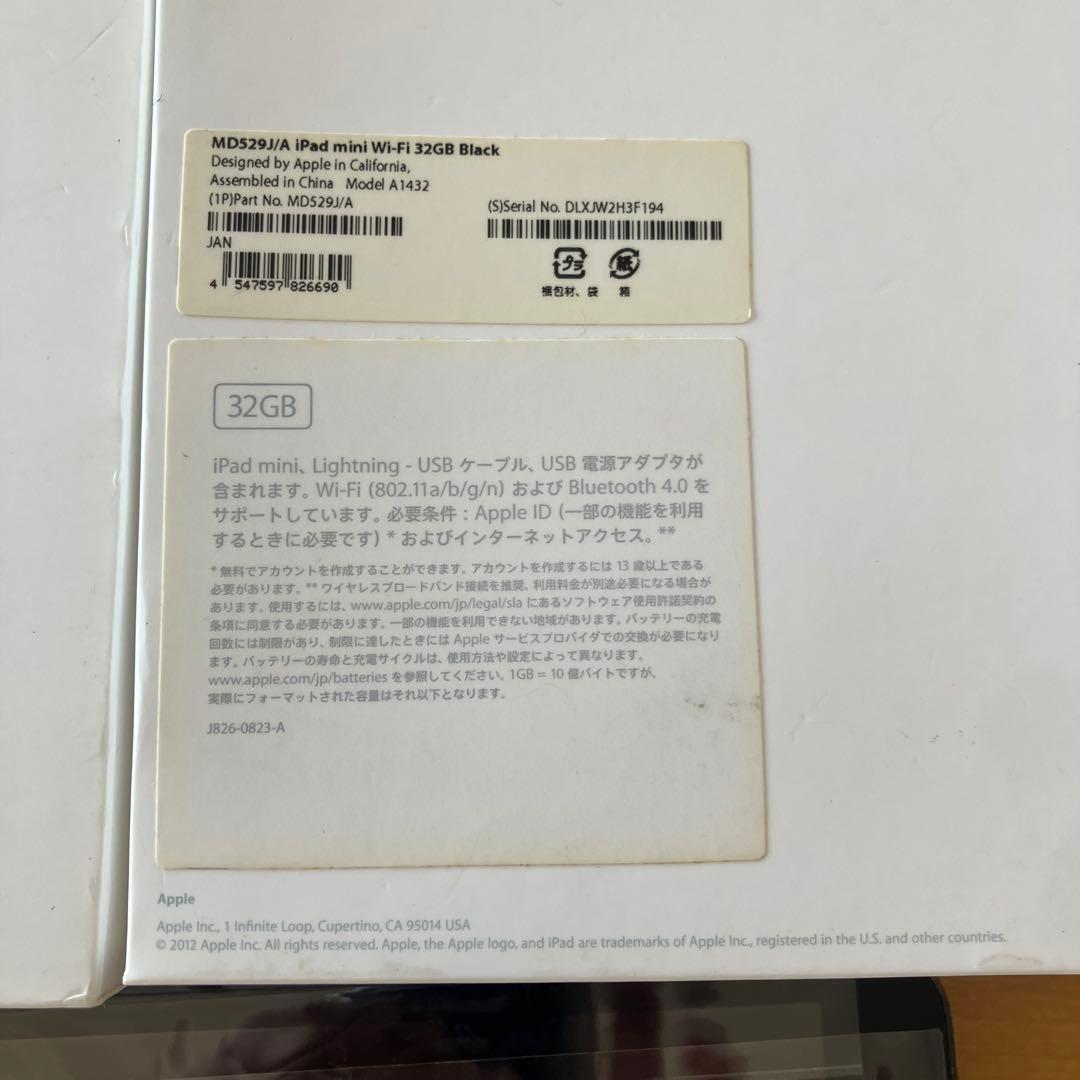 MD529J/A iPad mini Wi-Fi 32GB Black
Designed by Apple in California,
Assembled in China Model A1432
(1P)Part No. MD529J/A
(S)Serial No. DLXJW2H3F194
JAN
4 547597 826690
プラ
紙
梱包材、袋
箱
32GB
iPad mini、Lightning - USB ケーブル、USB 電源アダプタが
含まれます。Wi-Fi (802.11a/b/g/n) および Bluetooth 4.0 を
サポートしています。必要条件：Apple ID（一部の機能を利用
するときに必要です）* およびインターネットアクセス。**
* 無料でアカウントを作成することができます。アカウントを作成するには 13 歳以上である
必要があります。** ワイヤレスブロードバンド接続を推奨、利用料金が別途必要になる場合が
あります。使用するには、www.apple.com/jp/legal/sla にあるソフトウェア使用許諾契約の
条項に同意する必要があります。一部の機能を利用できない地域があります。バッテリーの充電
回数には制限があり、制限に達したときには Apple サービスプロバイダでの交換が必要になり
ます。バッテリーの寿命と充電サイクルは、使用方法や設定によって異なります。
www.apple.com/jp/batteries を参照してください。1GB = 10 億バイトですが、
実際にフォーマットされた容量はそれ以下となります。
J826-0823-A
Apple
Apple Inc., 1 Infinite Loop, Cupertino, CA 95014 USA
© 2012 Apple Inc. All rights reserved. Apple, the Apple logo, and iPad are trademarks of Apple Inc., registered in the U.S. and other countries.